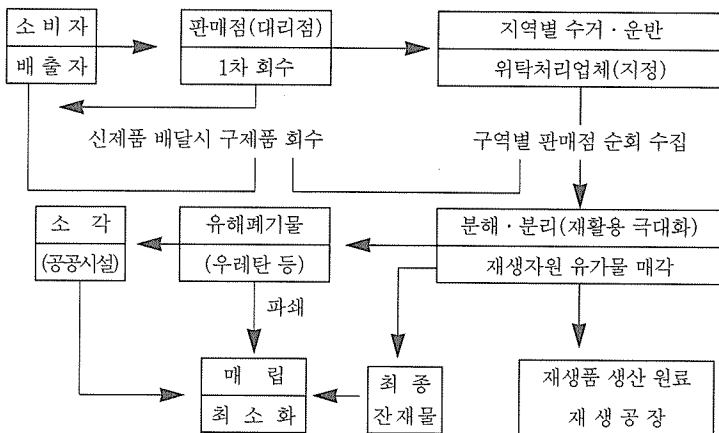 소 비 자
배 출 자
판매점(대리점)
1차 회수
지역별 수거 · 운반
위탁처리업체(지정)
신제품 배달시 구제품 회수
구역별 판매점 순회 수집
소 각
(공공시설)
유해폐기물
(우레탄 등)
분해 · 분리(재활용 극대화)
재생자원 유가물 매각
파쇄
매 립
최 소 화
최 종
잔재물
재생품 생산 원료
재 생 공 장